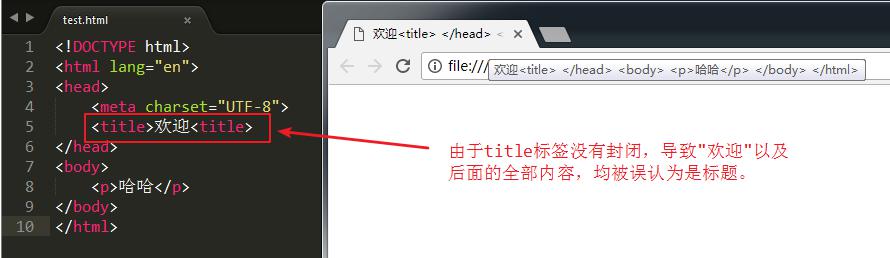 test.html
1 <!DOCTYPE html>
2 <html lang="en">
3 <head>
4 <meta charset="UTF-8">
5 <title>欢迎<title>
6 </head>
7 <body>
8 <p>哈哈</p>
9 </body>
10 </html>
欢迎<title> </head> <
file:///
欢迎<title> </head> <body> <p>哈哈</p> </body> </html>
由于title标签没有封闭，导致"欢迎"以及
后面的全部内容，均被误认为是标题。